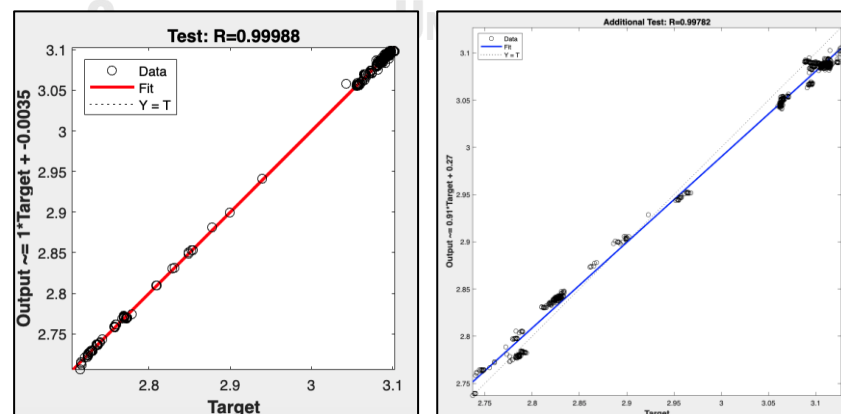 Test: R=0.99988
Output ~= 1*Target + -0.0035
3.1
3.05
3
2.95
2.9
2.85
2.8
2.75
Data
Fit
Y = T
2.8
2.9
3
3.1
Target
Additional Test: R=0.99782
Output ~= 0.91*Target + 0.27
3.1
3.05
3
2.95
2.9
2.85
2.8
2.75
Data
Fit
Y = T
2.75
2.8
2.85
2.9
2.95
3
3.05
3.1
Target